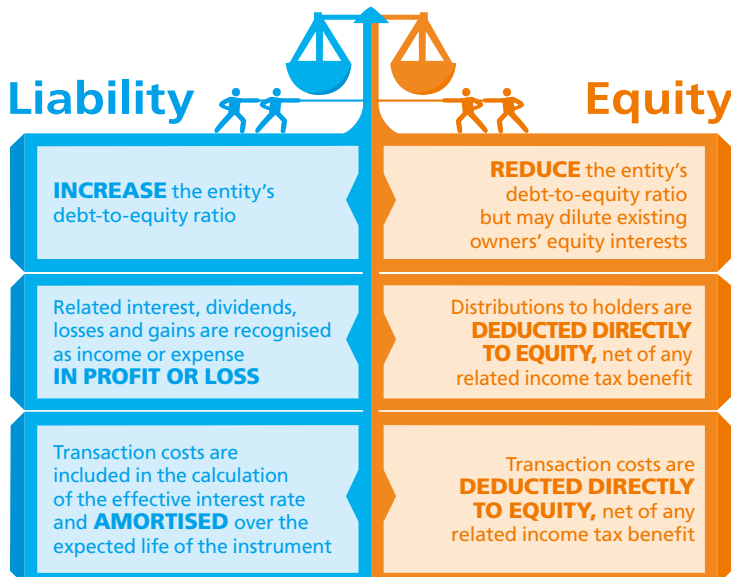 Liability
Equity
INCREASE the entity's
debt-to-equity ratio
REDUCE the entity's
debt-to-equity ratio
but may dilute existing
owners' equity interests
Related interest, dividends,
losses and gains are recognised
as income or expense
IN PROFIT OR LOSS
Distributions to holders are
DEDUCTED DIRECTLY
TO EQUITY, net of any
related income tax benefit
Transaction costs are
included in the calculation
of the effective interest rate
and AMORTISED over the
expected life of the instrument
Transaction costs are
DEDUCTED DIRECTLY
TO EQUITY, net of any
related income tax benefit